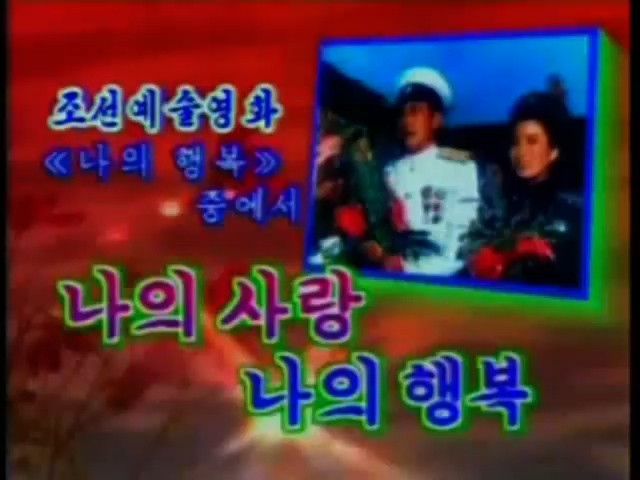 조선예술영화
《나의 행복》
중에서
나의 사랑
나의 행복